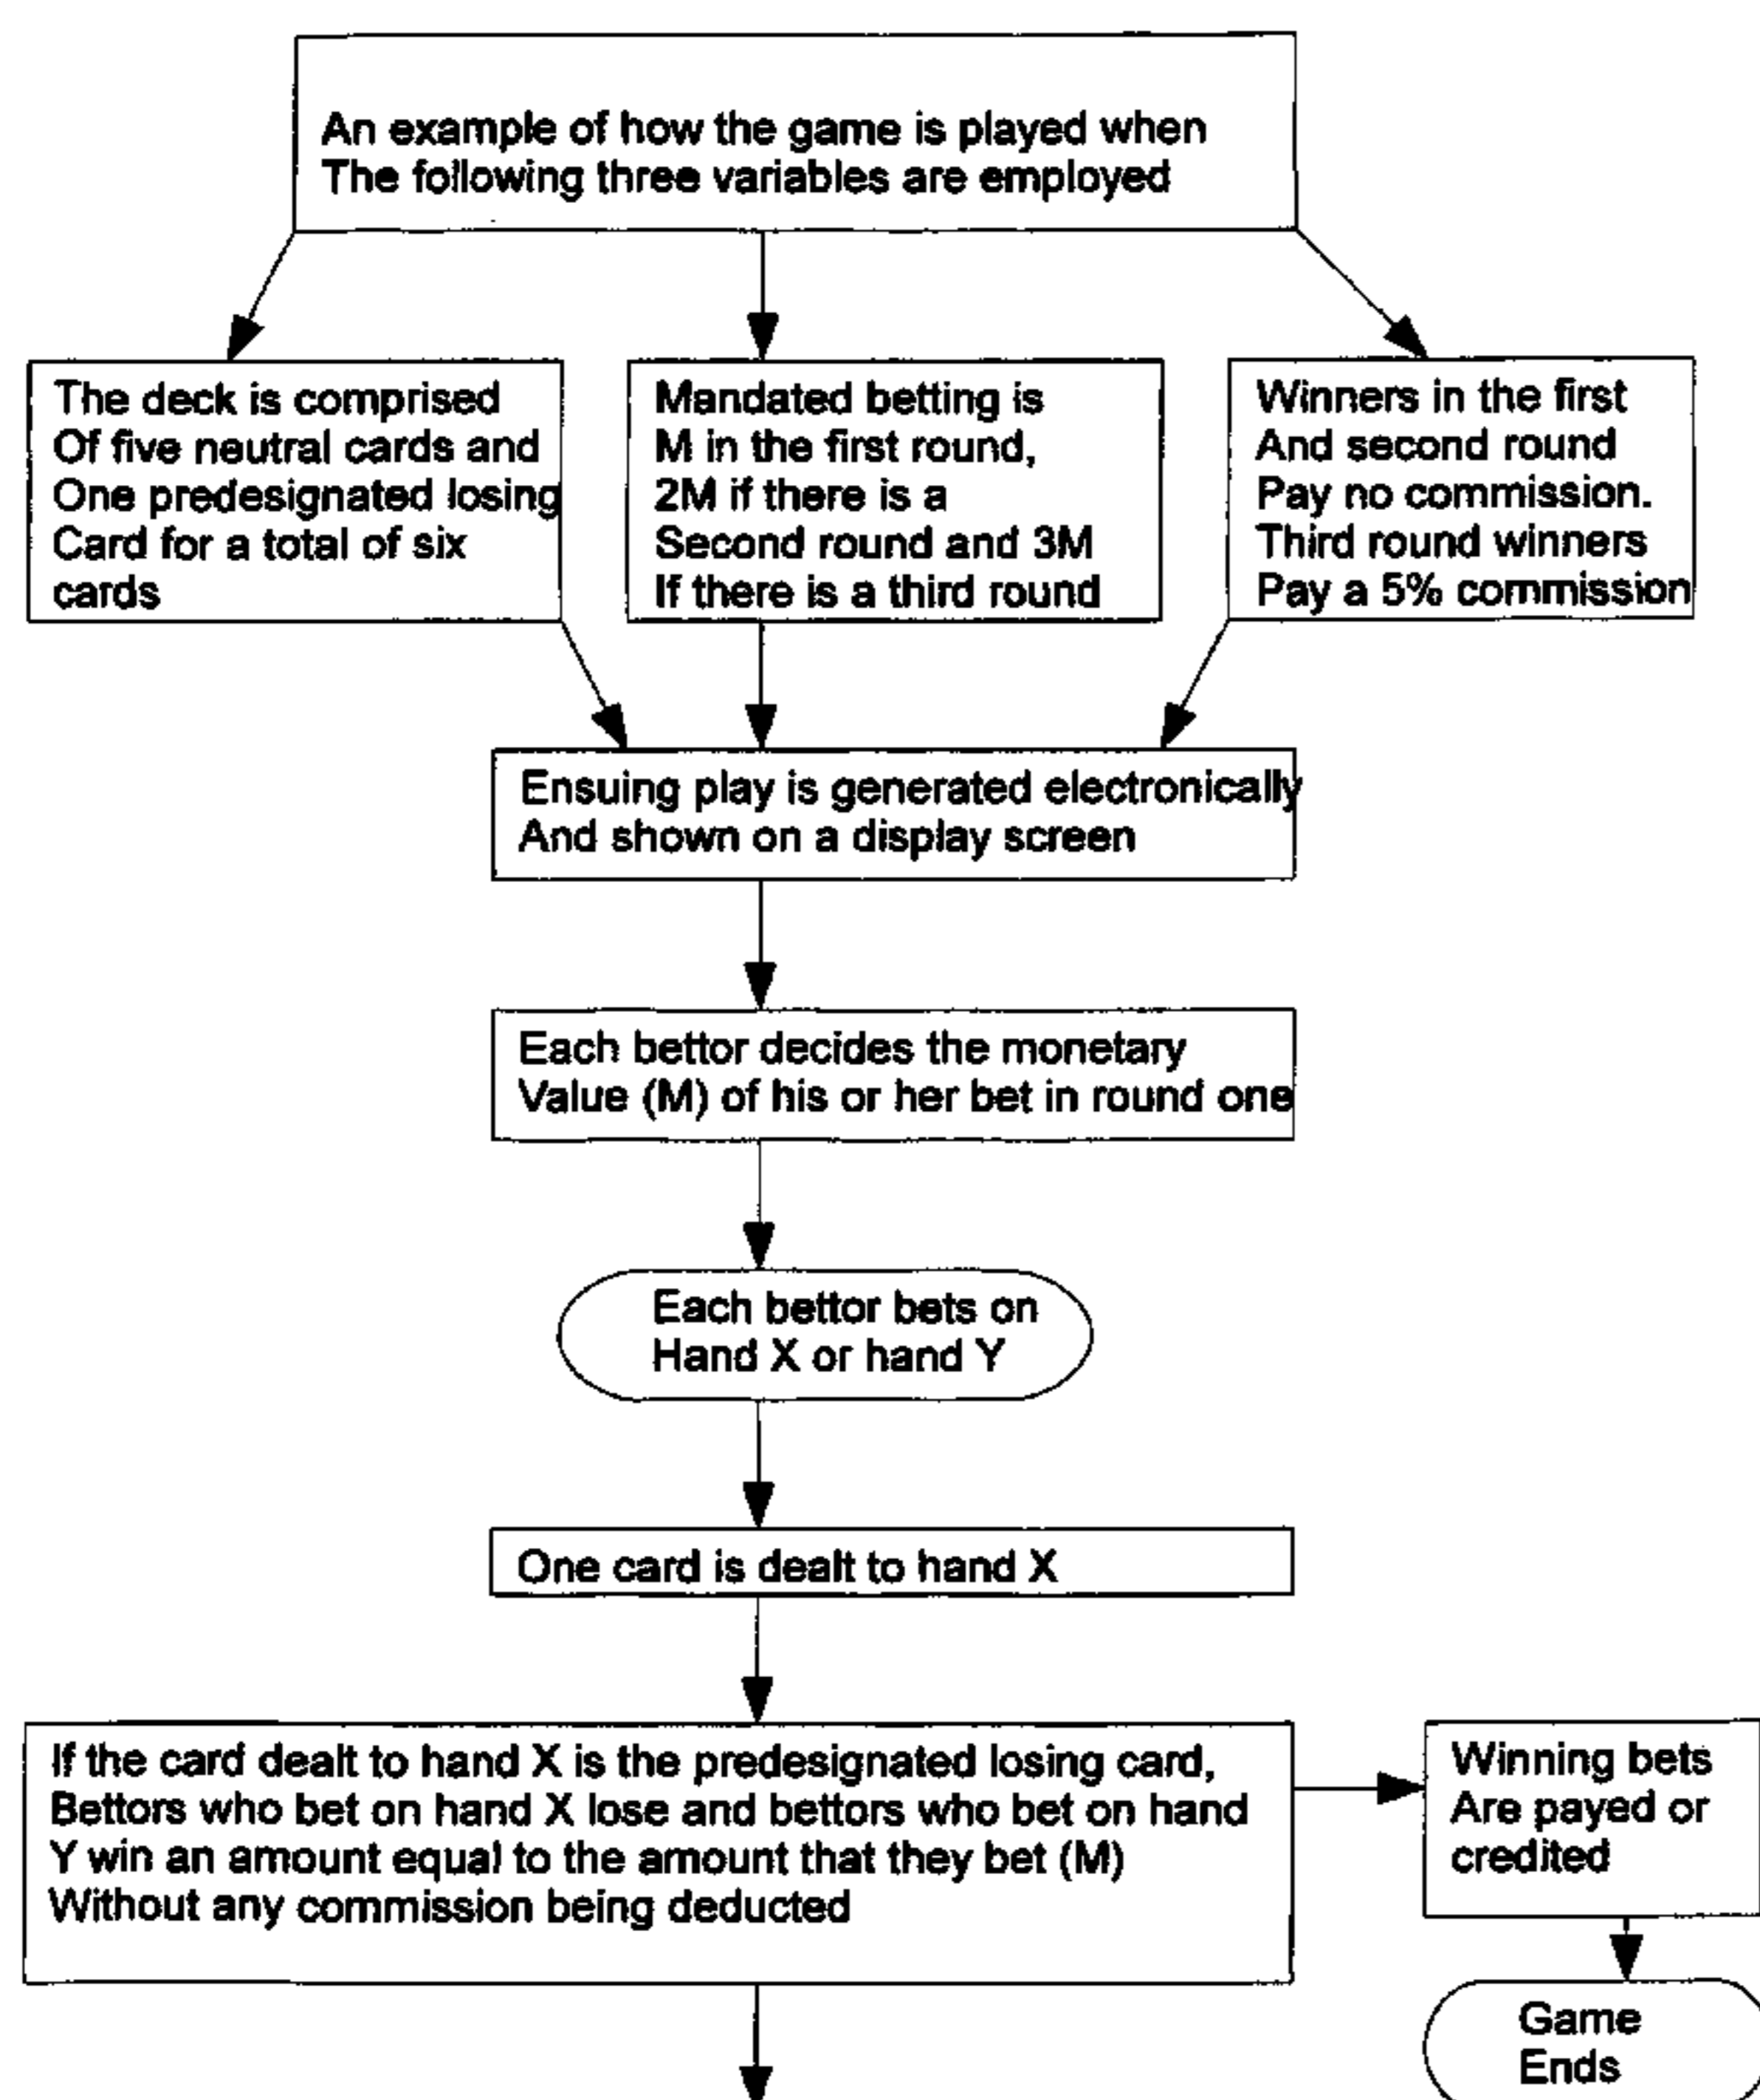 An example of how the game is played when
The following three variables are employed
The deck is comprised
Of five neutral cards and
One predesignated losing
Card for a total of six
cards
Mandated betting is
M in the first round,
2M if there is a
Second round and 3M
If there is a third round
Winners in the first
And second round
Pay no commission.
Third round winners
Pay a 5% commission
Ensuing play is generated electronically
And shown on a display screen
Each bettor decides the monetary
Value (M) of his or her bet in round one
Each bettor bets on
Hand X or hand Y
One card is dealt to hand X
If the card dealt to hand X is the predesignated losing card,
Bettors who bet on hand X lose and bettors who bet on hand
Y win an amount equal to the amount that they bet (M)
Without any commission being deducted
Winning bets
Are payed or
credited
Game
Ends